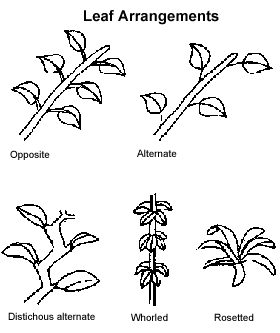 Leaf Arrangements
Opposite
Alternate
Distichous alternate
Whorled
Rosetted